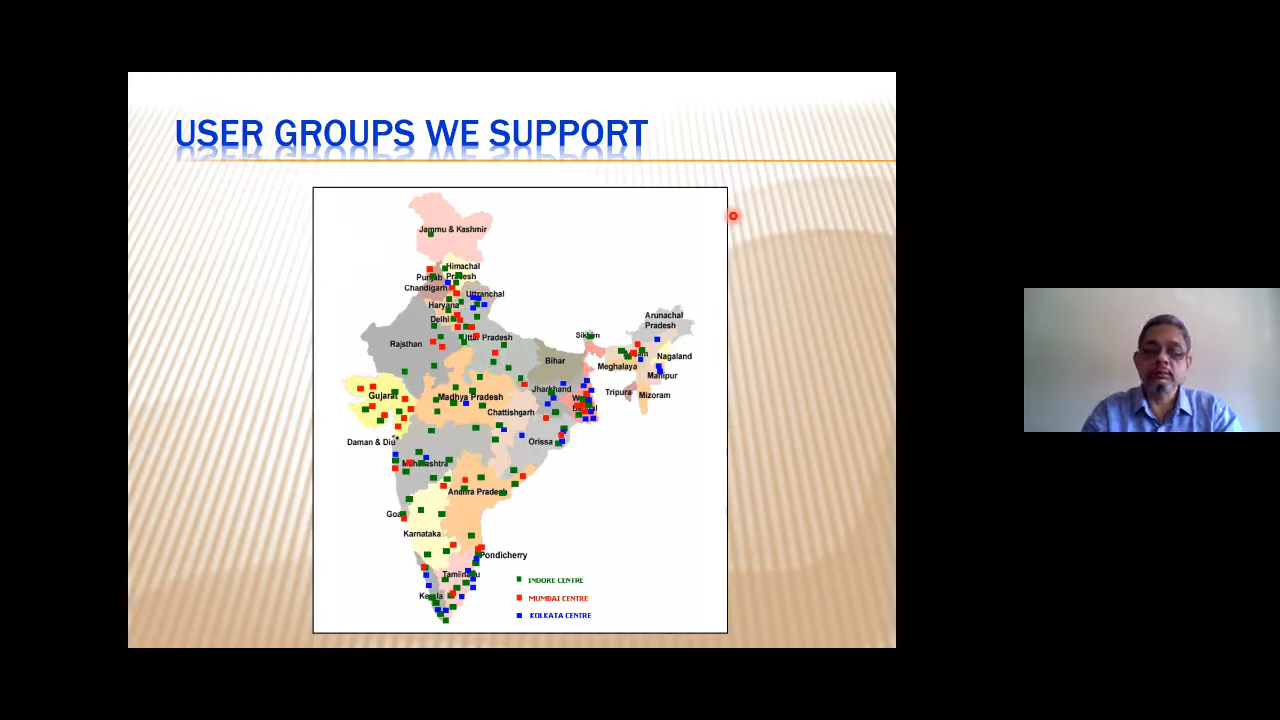 USER GROUPS WE SUPPORT
Jammu & Kashmir
Himachal
Pradesh
Punjab
Chandigarh
Uttranchal
Haryana
Delhi
Uttar Pradesh
Rajsthan
Sikkim
Arunachal
Pradesh
Nagaland
Meghalaya
Manipur
Bihar
Tripura
Mizoram
Jharkhand
Gujarat
Madhya Pradesh
Chattishgarh
Daman & Diu
Orissa
Andhra Pradesh
Goa
Karnataka
Pondicherry
Kerala
INDORE CENTRE
MUMBAI CENTRE
KOLKATA CENTRE